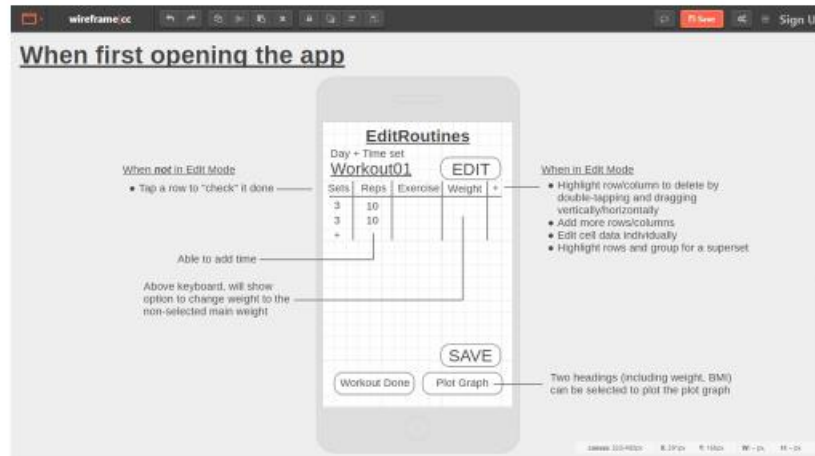 wireframe|cc
Save
Sign U
When first opening the app
EditRoutines
Day + Time set
Workout01
EDIT
Sets Reps Exercise Weight +
3 10
3 10
+
When not in Edit Mode
• Tap a row to "check" it done
Able to add time
Above keyboard, will show
option to change weight to the
non-selected main weight
When in Edit Mode
• Highlight row/column to delete by
double-tapping and dragging
vertically/horizontally
• Add more rows/columns
• Edit cell data individually
• Highlight rows and group for a superset
SAVE
Workout Done
Plot Graph
Two headings (including weight, BMI)
can be selected to plot the plot graph